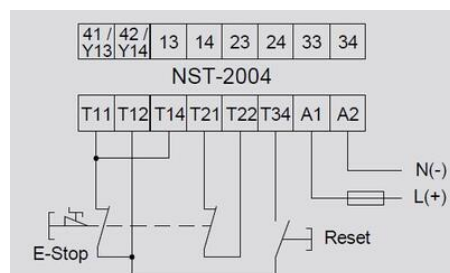 41 / 42 / 13 14 23 24 33 34
Y13 Y14
NST-2004
T11 T12 T14 T21 T22 T34 A1 A2
N(-)
L(+)
E-Stop
Reset